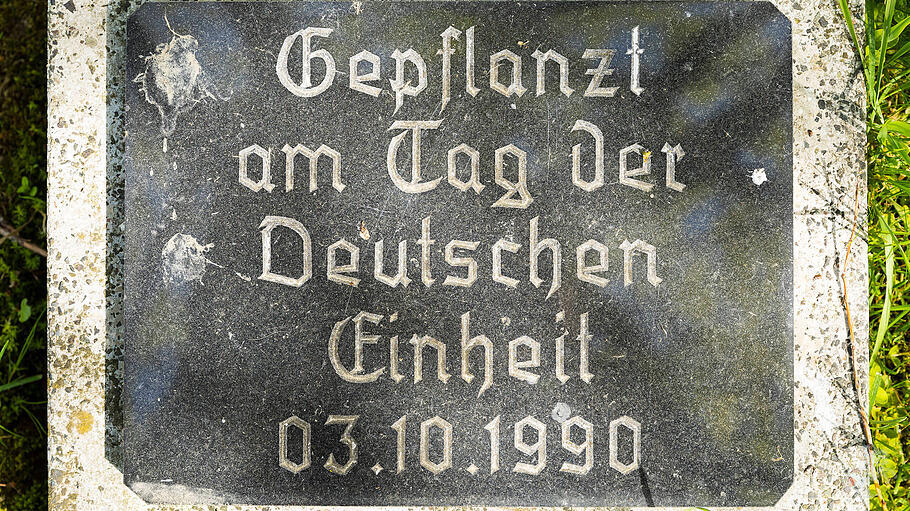 Gepflanzt
am Tag der
Deutschen
Einheit
03.10.1990